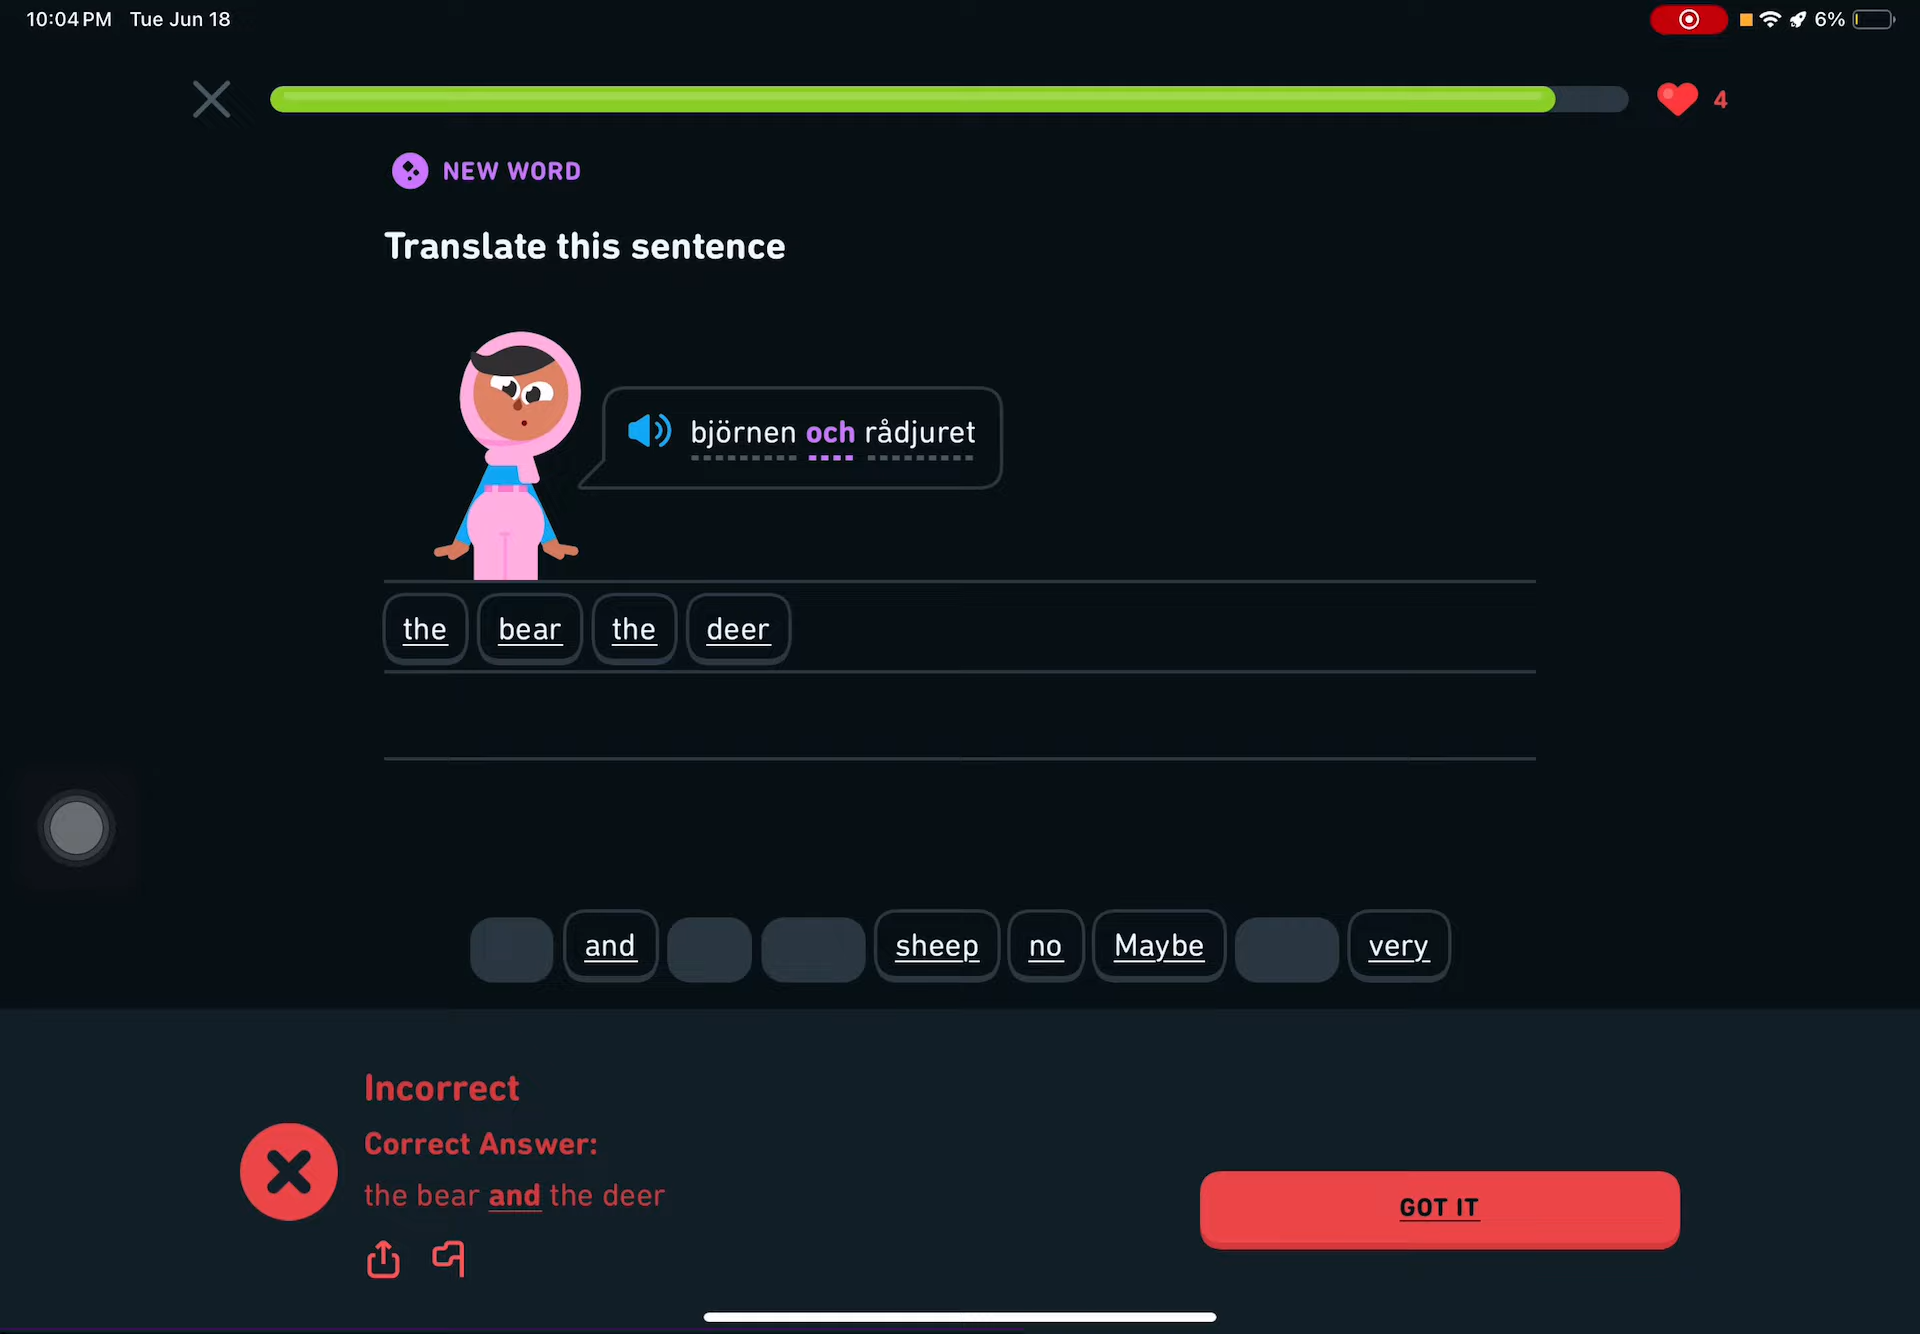 10:04 PM Tue Jun 18 6%
4
NEW WORD
Translate this sentence
björnen och rådjuret
the bear the deer
and sheep no Maybe very
Incorrect
Correct Answer:
the bear and the deer
GOT IT